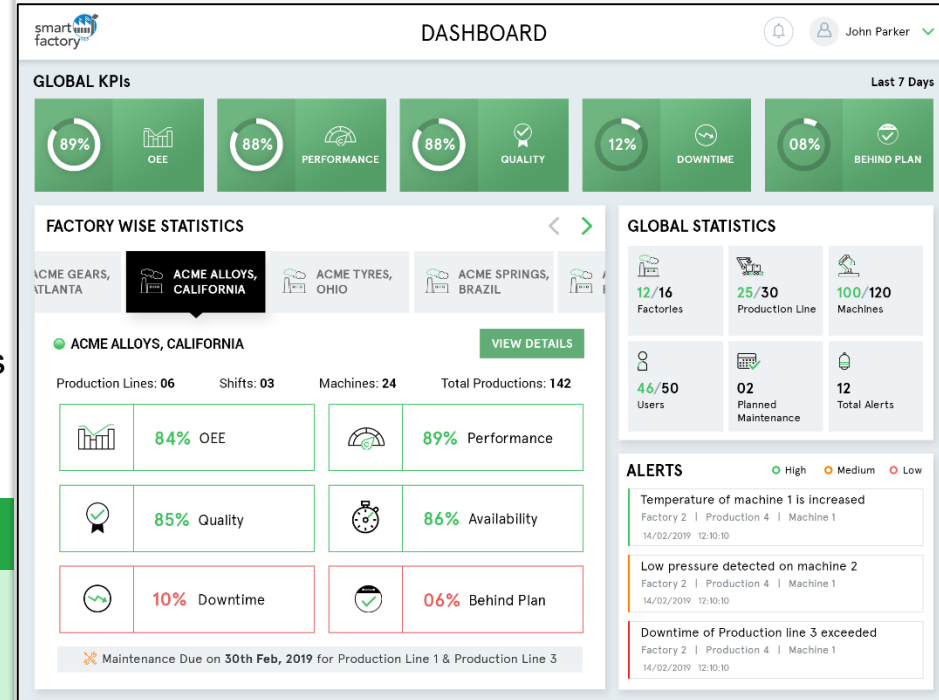 smart
factory
DASHBOARD
John Parker
GLOBAL KPIs
Last 7 Days
89%
OEE
88%
PERFORMANCE
88%
QUALITY
12%
DOWNTIME
08%
BEHIND PLAN
FACTORY WISE STATISTICS
ACME GEARS,
ATLANTA
ACME ALLOYS,
CALIFORNIA
ACME TYRES,
OHIO
ACME SPRINGS,
BRAZIL
ACME ALLOYS, CALIFORNIA
VIEW DETAILS
Production Lines: 06 Shifts: 03 Machines: 24 Total Productions: 142
84% OEE
89% Performance
85% Quality
86% Availability
10% Downtime
06% Behind Plan
Maintenance Due on 30th Feb, 2019 for Production Line 1 & Production Line 3
GLOBAL STATISTICS
12/16
Factories
25/30
Production Line
100/120
Machines
46/50
Users
02
Planned
Maintenance
12
Total Alerts
ALERTS
High Medium Low
Temperature of machine 1 is increased
Factory 2 | Production 4 | Machine 1
14/02/2019 12:10:10
Low pressure detected on machine 2
Factory 2 | Production 4 | Machine 1
14/02/2019 12:10:10
Downtime of Production line 3 exceeded
Factory 2 | Production 4 | Machine 1
14/02/2019 12:10:10